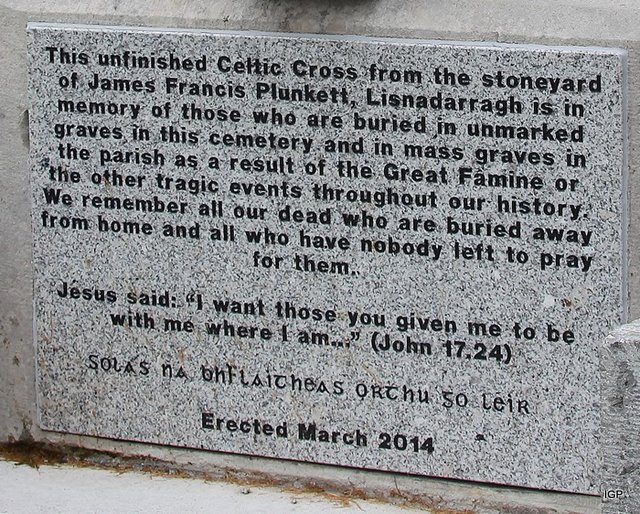 This unfinished Celtic Cross from the stoneyard
of James Francis Plunkett, Lisnadarragh is in
memory of those who are buried in unmarked
graves in this cemetery and in mass graves in
the parish as a result of the Great Famine or
the other tragic events throughout our history.
We remember all our dead who are buried away
from home and all who have nobody left to pray
for them.
Jesus said: “I want those you given me to be
with me where I am...” (John 17.24)
Solas na bhFlaitheas orthu go leir
Erected March 2014
IGP